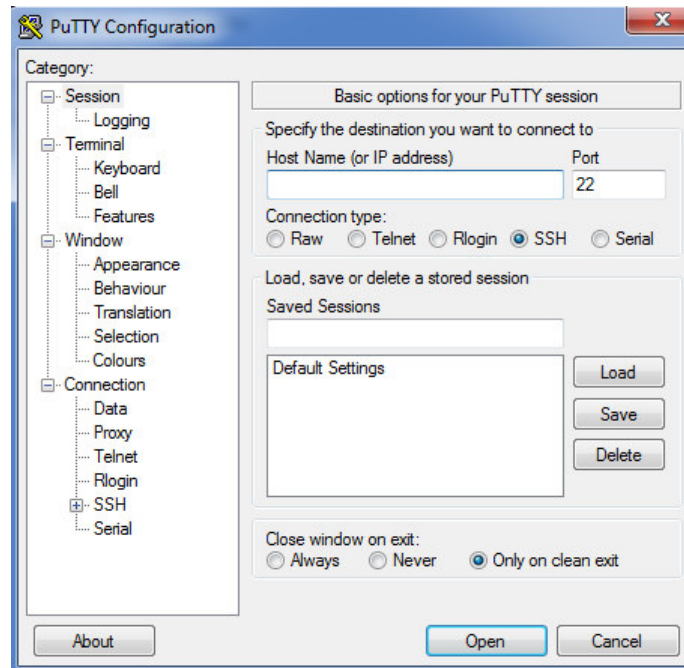 PuTTY Configuration
Category:
Session
Logging
Terminal
Keyboard
Bell
Features
Window
Appearance
Behaviour
Translation
Selection
Colours
Connection
Data
Proxy
Telnet
Rlogin
SSH
Serial
Basic options for your PuTTY session
Specify the destination you want to connect to
Host Name (or IP address) Port
22
Connection type:
Raw Telnet Rlogin SSH Serial
Load, save or delete a stored session
Saved Sessions
Default Settings
Load
Save
Delete
Close window on exit:
Always Never Only on clean exit
About Open Cancel